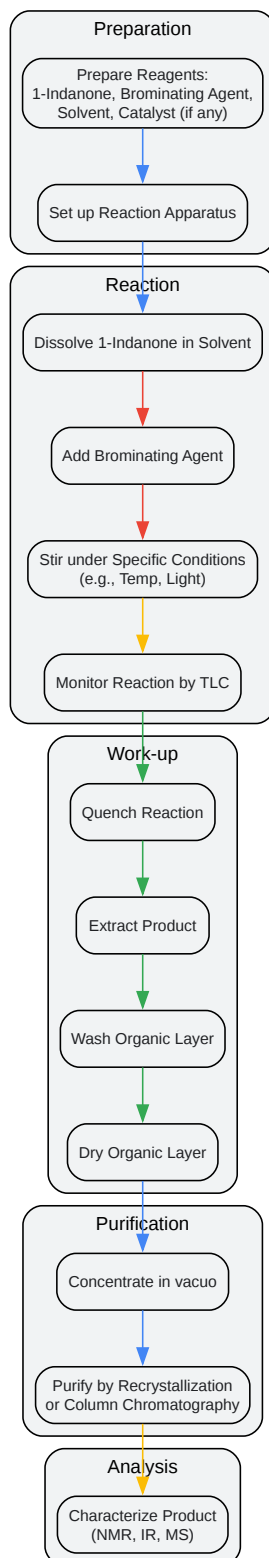 Preparation
Prepare Reagents:
1-Indanone, Brominating Agent,
Solvent, Catalyst (if any)
Set up Reaction Apparatus
Reaction
Dissolve 1-Indanone in Solvent
Add Brominating Agent
Stir under Specific Conditions
(e.g., Temp, Light)
Monitor Reaction by TLC
Work-up
Quench Reaction
Extract Product
Wash Organic Layer
Dry Organic Layer
Purification
Concentrate in vacuo
Purify by Recrystallization
or Column Chromatography
Analysis
Characterize Product
(NMR, IR, MS)